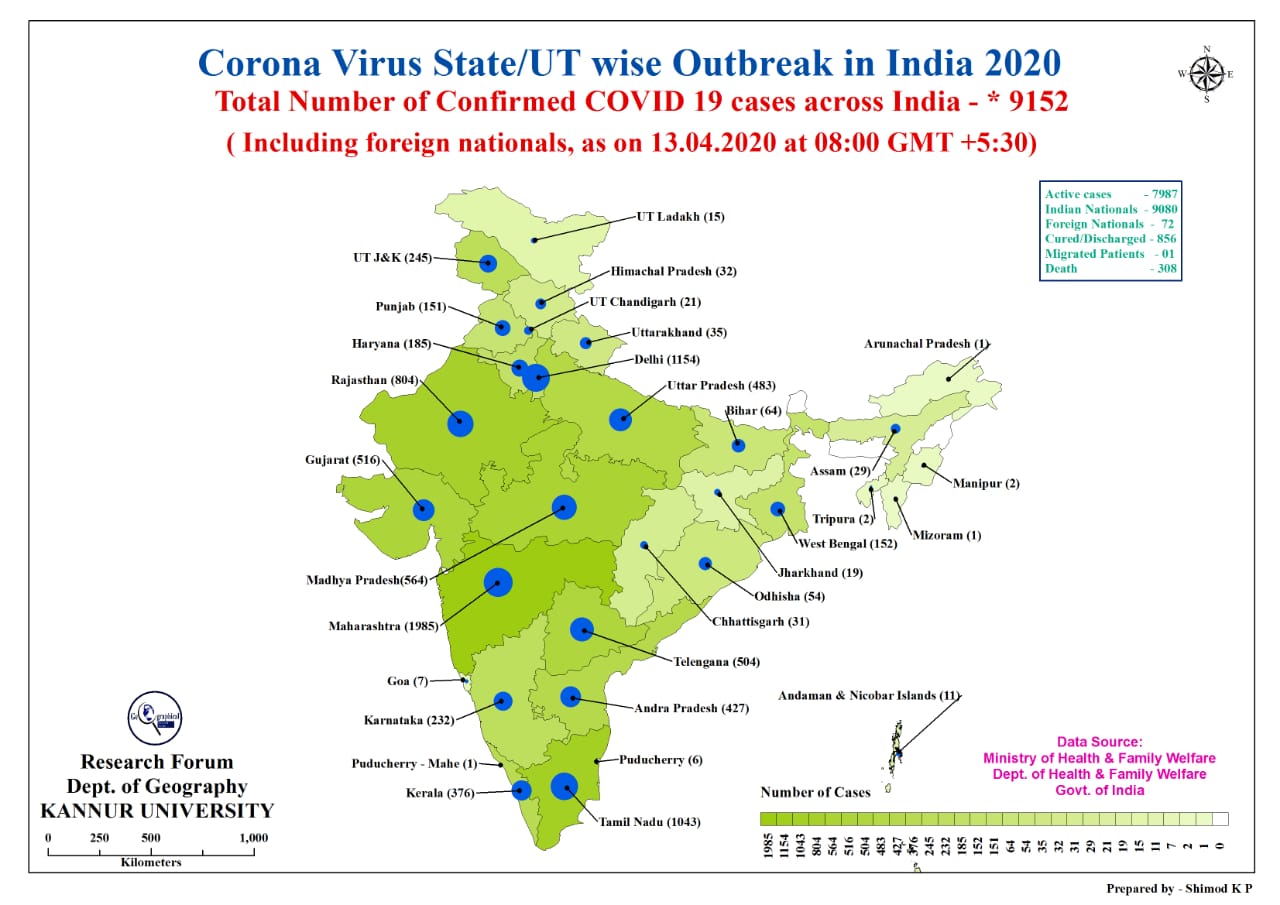 Corona Virus State/UT wise Outbreak in India 2020
Total Number of Confirmed COVID 19 cases across India - * 9152
( Including foreign nationals, as on 13.04.2020 at 08:00 GMT +5:30)
N
W E
S
Active cases - 7987
Indian Nationals - 9080
Foreign Nationals - 72
Cured/Discharged - 856
Migrated Patients - 01
Death - 308
UT Ladakh (15)
UT J&K (245)
Himachal Pradesh (32)
UT Chandigarh (21)
Punjab (151)
Uttarakhand (35)
Haryana (185)
Arunachal Pradesh (1)
Delhi (1154)
Rajasthan (804)
Uttar Pradesh (483)
Bihar (64)
Gujarat (516)
Assam (29)
Manipur (2)
Tripura (2)
Mizoram (1)
West Bengal (152)
Jharkhand (19)
Madhya Pradesh(564)
Odhisha (54)
Chhattisgarh (31)
Maharashtra (1985)
Telengana (504)
Goa (7)
Andaman & Nicobar Islands (11)
Andra Pradesh (427)
Karnataka (232)
Puducherry (6)
Puducherry - Mahe (1)
Kerala (376)
Tamil Nadu (1043)
Research Forum
Dept. of Geography
KANNUR UNIVERSITY
0 250 500 1,000
Kilometers
Data Source:
Ministry of Health & Family Welfare
Dept. of Health & Family Welfare
Govt. of India
Number of Cases
1985 1154 1043 804 564 516 504 483 427 376 245 232 185 152 151 64 54 35 32 31 29 21 19 15 11 7 2 1 0
Prepared by - Shimod K P